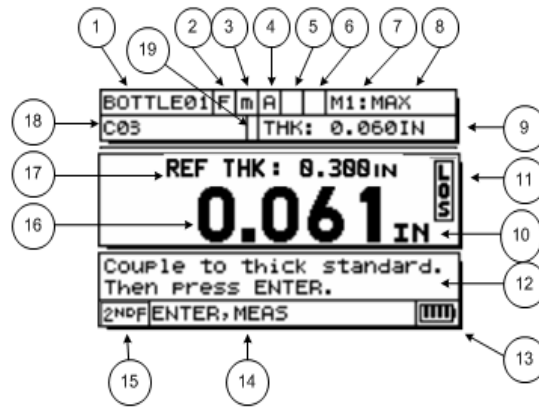 1 2 3 4 5 6 7 8
19
BOTTLE01 F m A M1:MAX
18 C03 THK: 0.060IN 9
17 REF THK: 0.300IN LOS 11
16 0.061 IN 10
Couple to thick standard.
Then press ENTER. 12
2NDF ENTER,MEAS
15 14 13